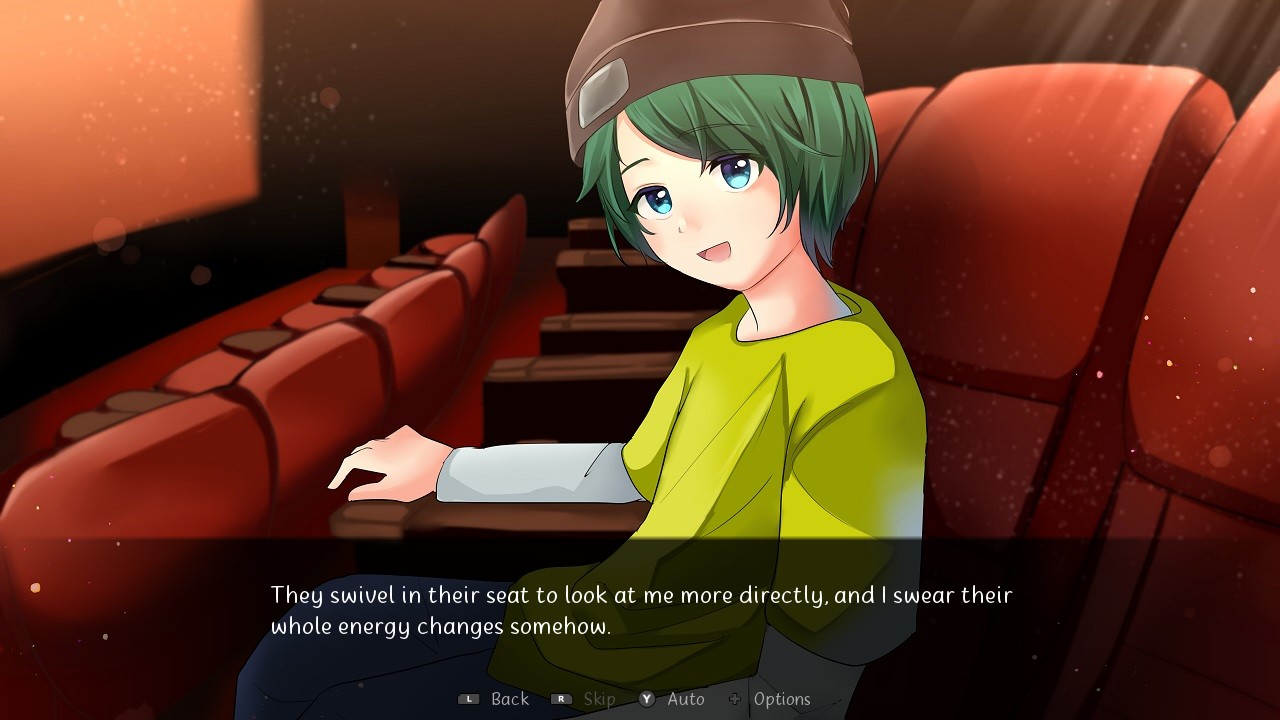 They swivel in their seat to look at me more directly, and I swear their
whole energy changes somehow.
L Back R Skip Y Auto + Options